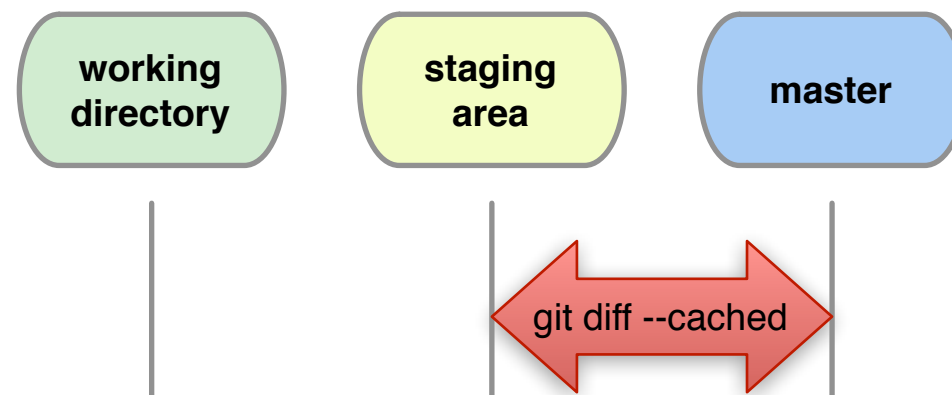 working
directory
staging
area
master
git diff --cached